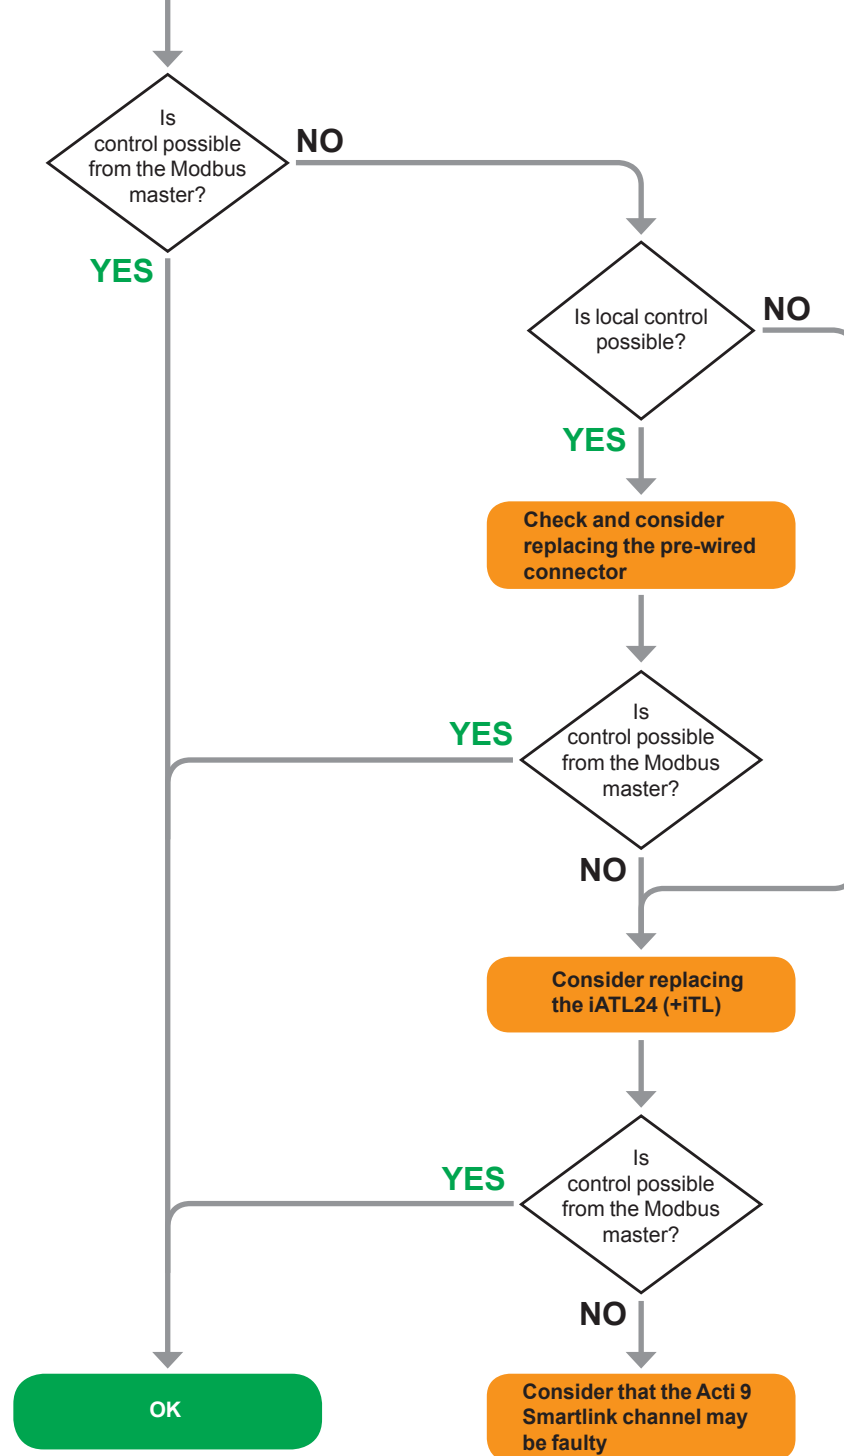 Is
control possible
from the Modbus
master?
NO
YES
Is local control
possible?
NO
YES
Check and consider
replacing the pre-wired
connector
Is
control possible
from the Modbus
master?
YES
NO
Consider replacing
the iATL24 (+iTL)
Is
control possible
from the Modbus
master?
YES
NO
OK
Consider that the Acti 9
Smartlink channel may
be faulty